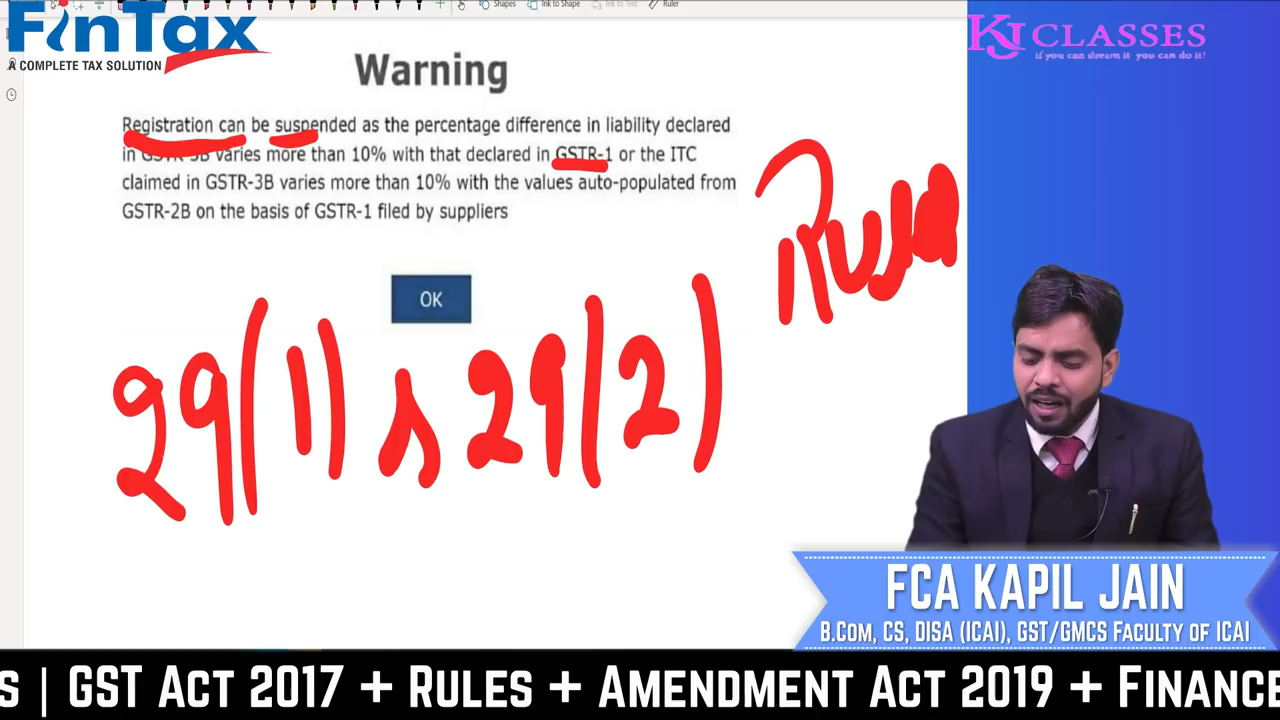 Shapes Ink to Shape Ink to Text Ruler
FinTax
A COMPLETE TAX SOLUTION
KJ CLASSES
if you can dream it you can do it!
Warning
Registration can be suspended as the percentage difference in liability declared
in GSTR-3B varies more than 10% with that declared in GSTR-1 or the ITC
claimed in GSTR-3B varies more than 10% with the values auto-populated from
GSTR-2B on the basis of GSTR-1 filed by suppliers
OK
29(1) 29(2)
FCA KAPIL JAIN
B.COM, CS, DISA (ICAI), GST/GMCS FACULTY OF ICAI
S | GST ACT 2017 + RULES + AMENDMENT ACT 2019 + FINANCE